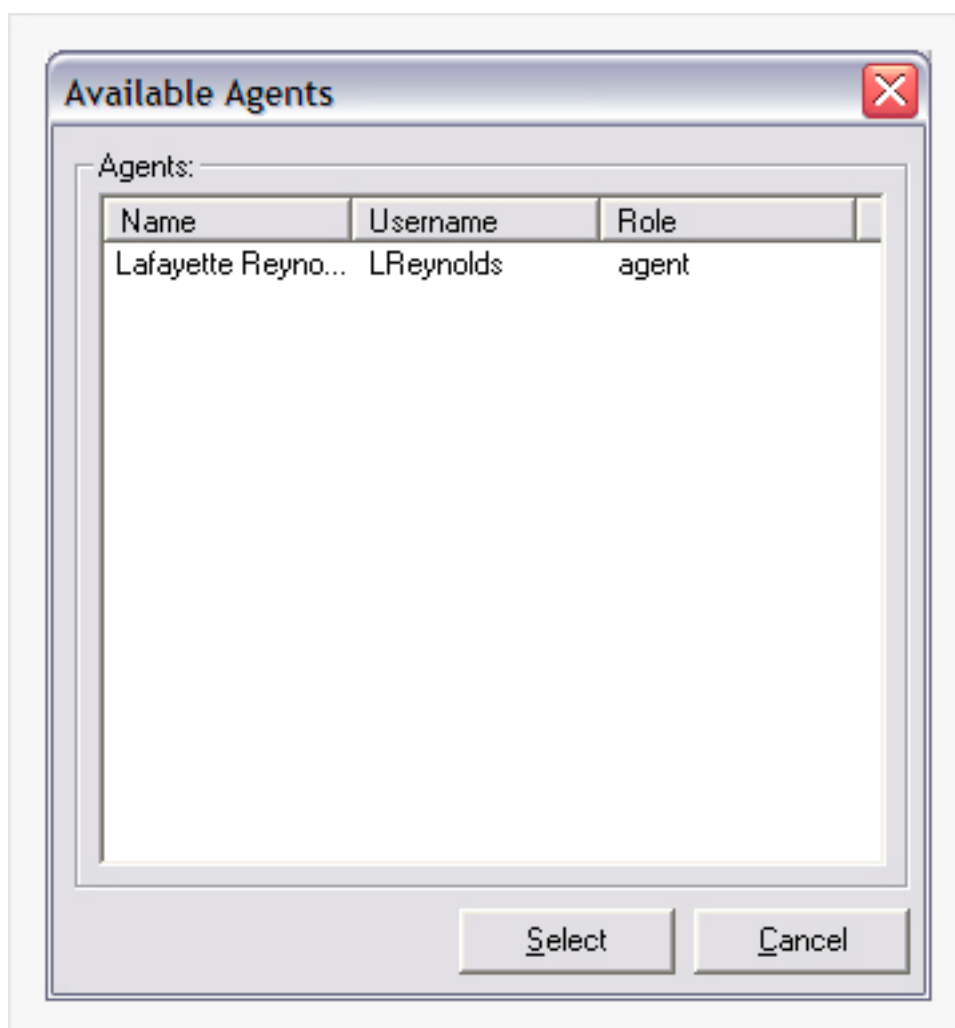 Available Agents
Agents:
Name Username Role
Lafayette Reyno... LReynolds agent
Select Cancel